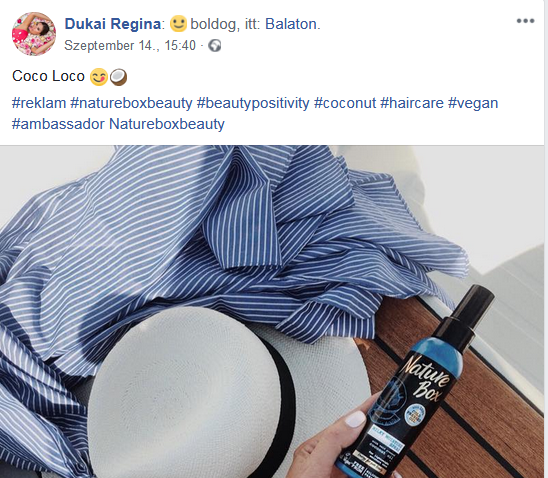 Dukai Regina: 🙂 boldog, itt: Balaton.
Szeptember 14., 15:40 ·
Coco Loco 😋🥥
#reklam #natureboxbeauty #beautypositivity #coconut #haircare #vegan
#ambassador Natureboxbeauty
Nature
Box